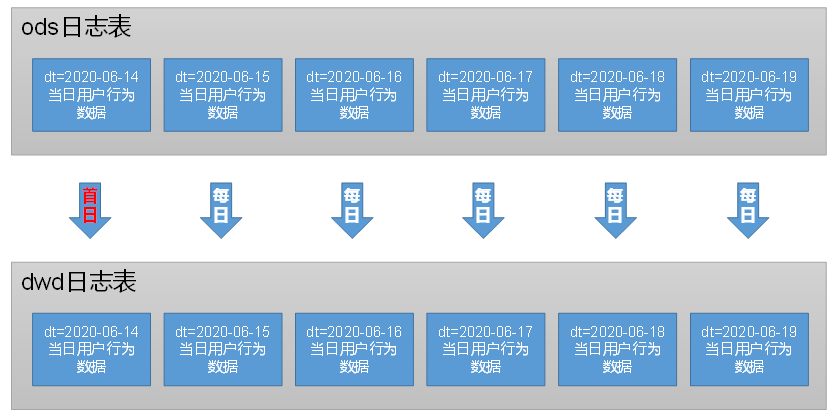 ods日志表
dt=2020-06-14
当日用户行为
数据
dt=2020-06-15
当日用户行为
数据
dt=2020-06-16
当日用户行为
数据
dt=2020-06-17
当日用户行为
数据
dt=2020-06-18
当日用户行为
数据
dt=2020-06-19
当日用户行为
数据
首日
每日
每日
每日
每日
每日
dwd日志表
dt=2020-06-14
当日用户行为
数据
dt=2020-06-15
当日用户行为
数据
dt=2020-06-16
当日用户行为
数据
dt=2020-06-17
当日用户行为
数据
dt=2020-06-18
当日用户行为
数据
dt=2020-06-19
当日用户行为
数据